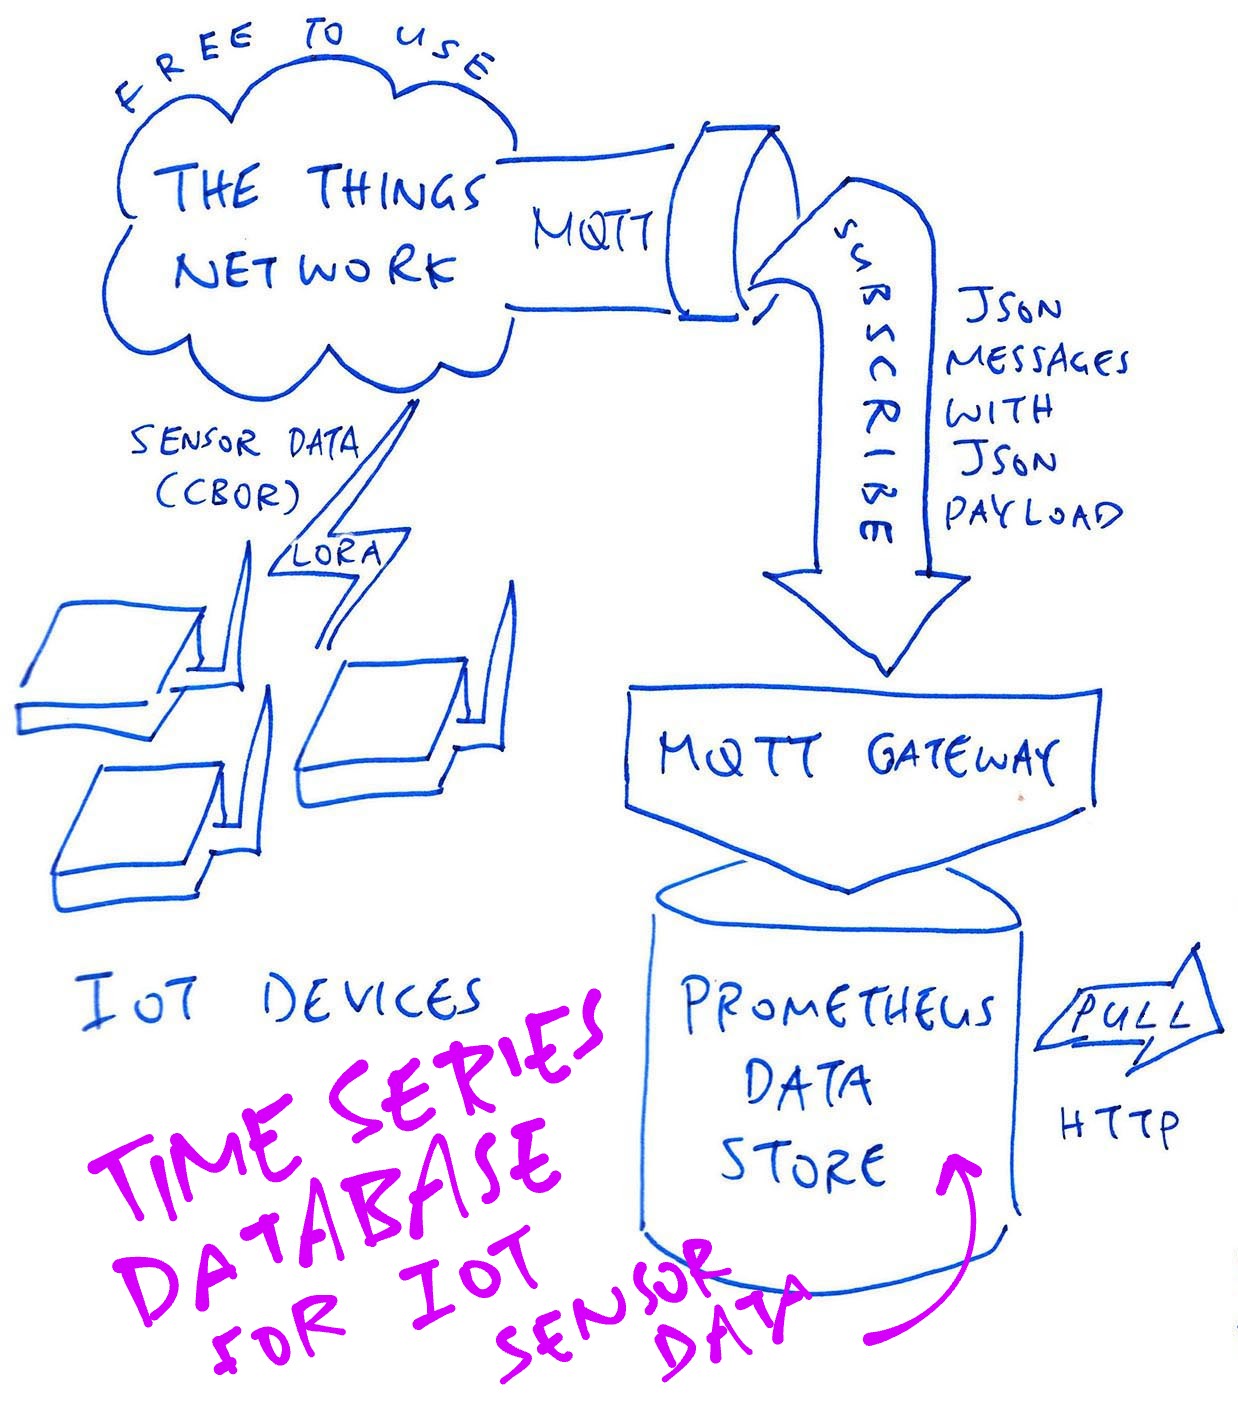 FREE TO USE
THE THINGS
NETWORK
MQTT
SUBSCRIBE
JSON
MESSAGES
WITH
JSON
PAYLOAD
SENSOR DATA
(CBOR)
LORA
MQTT GATEWAY
IOT DEVICES
PROMETHEUS
DATA
STORE
PULL
HTTP
TIME SERIES
DATABASE
FOR IOT
SENSOR
DATA